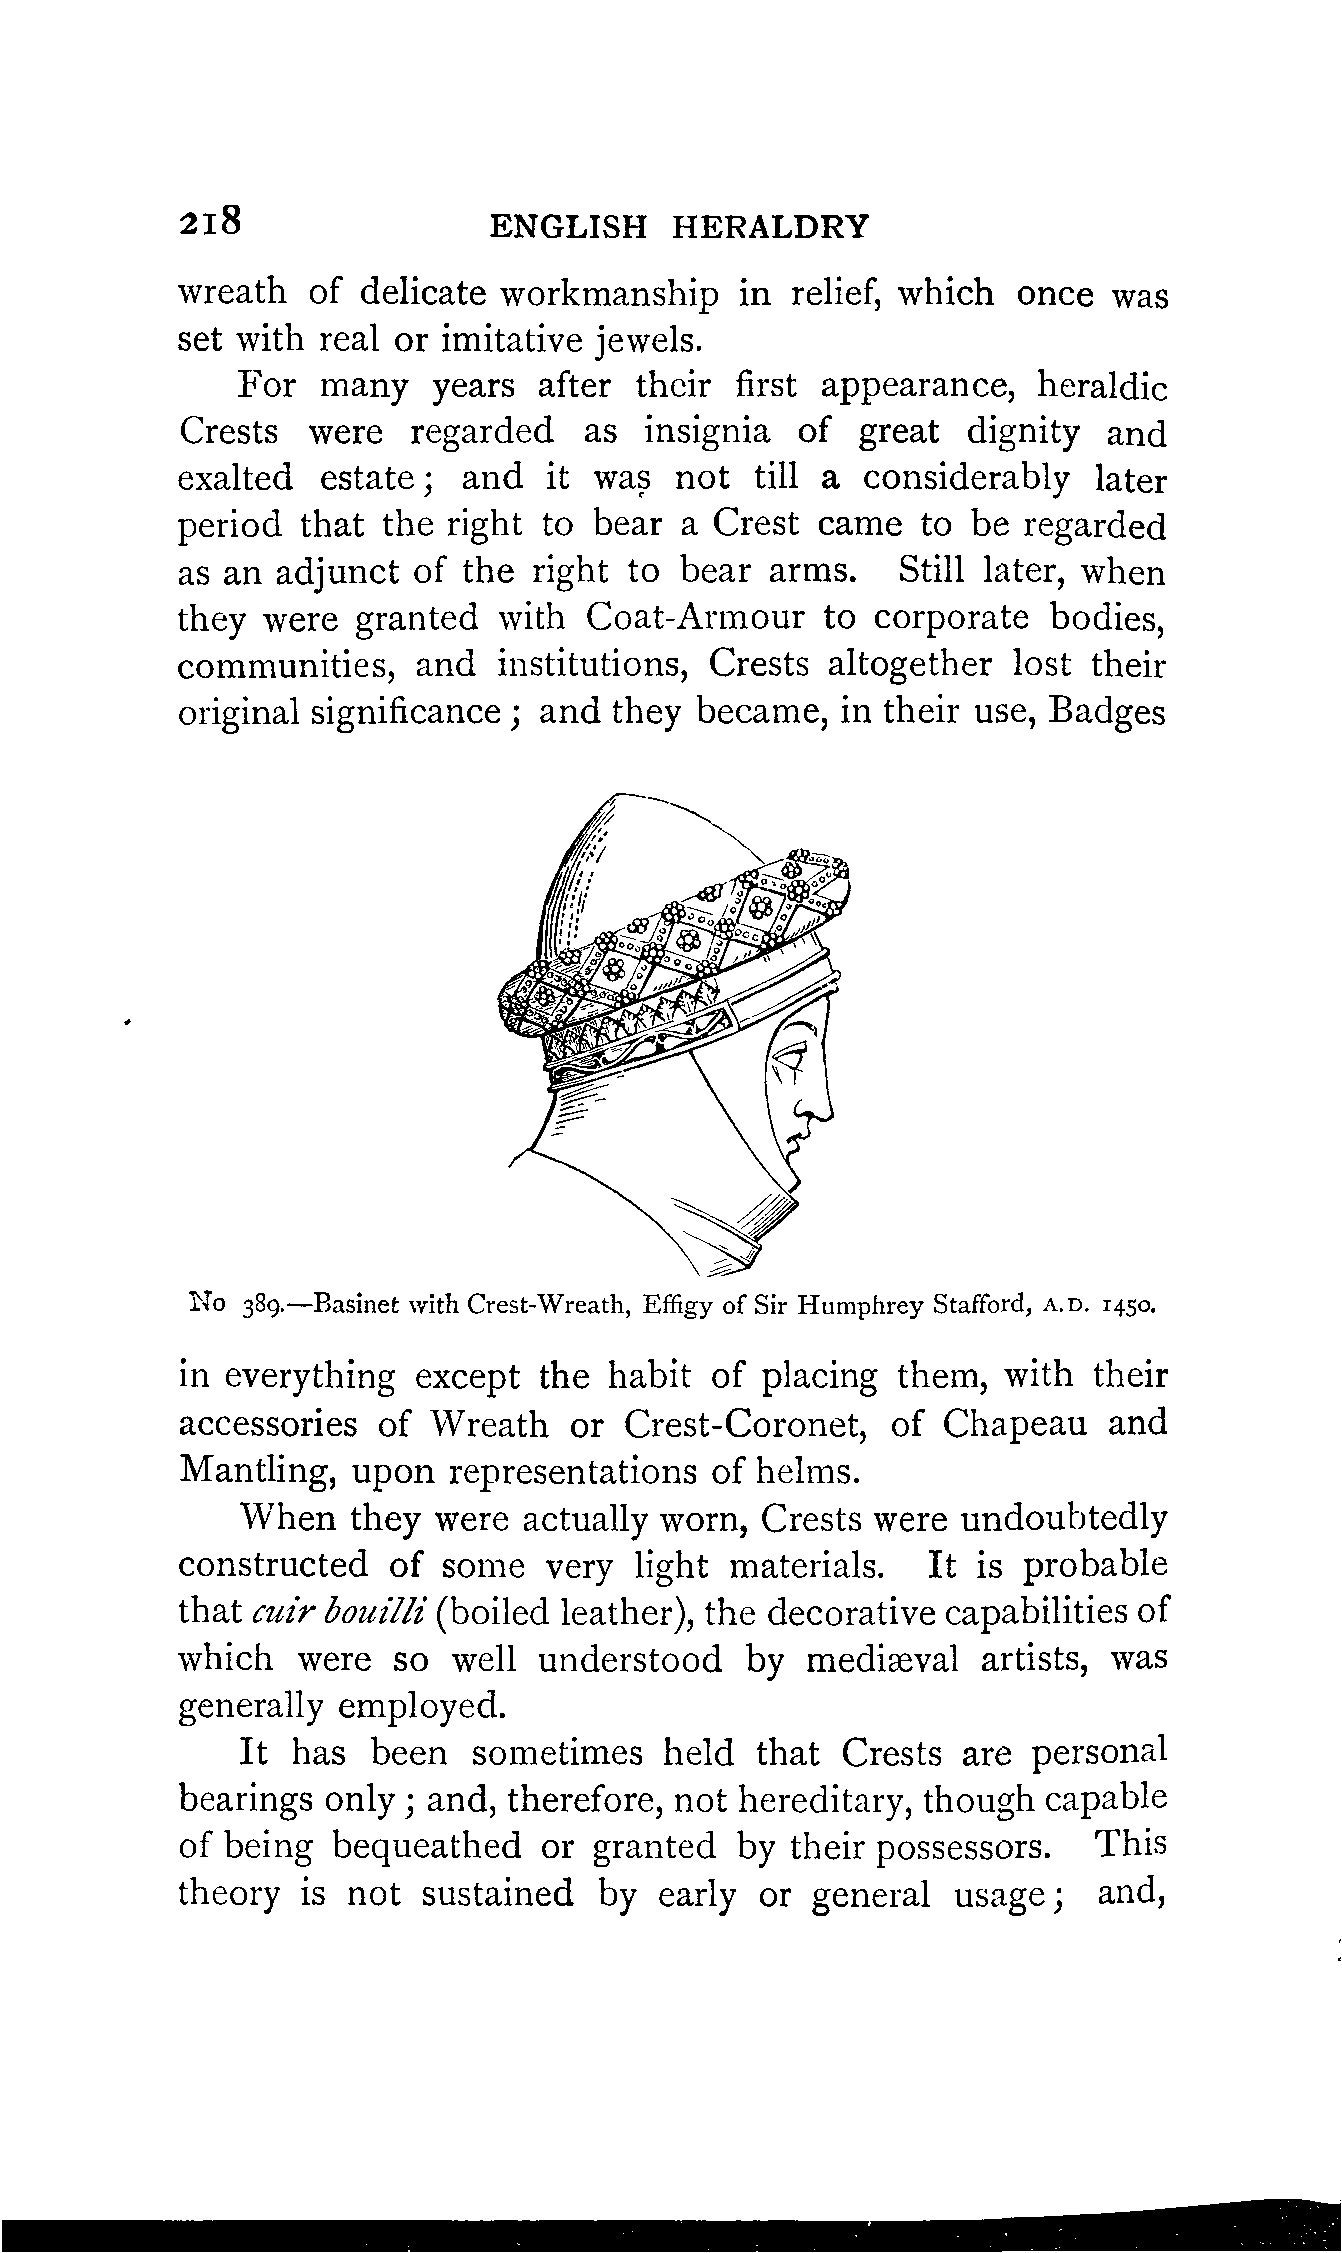 218 ENGLISH HERALDRY
wreath of delicate workmanship in relief, which once was
set with real or imitative jewels.
For many years after their first appearance, heraldic
Crests were regarded as insignia of great dignity and
exalted estate; and it was not till a considerably later
period that the right to bear a Crest came to be regarded
as an adjunct of the right to bear arms. Still later, when
they were granted with Coat-Armour to corporate bodies,
communities, and institutions, Crests altogether lost their
original significance; and they became, in their use, Badges
No 389.—Basinet with Crest-Wreath, Effigy of Sir Humphrey Stafford, A.D. 1450.
in everything except the habit of placing them, with their
accessories of Wreath or Crest-Coronet, of Chapeau and
Mantling, upon representations of helms.
When they were actually worn, Crests were undoubtedly
constructed of some very light materials. It is probable
that cuir bouilli (boiled leather), the decorative capabilities of
which were so well understood by mediæval artists, was
generally employed.
It has been sometimes held that Crests are personal
bearings only; and, therefore, not hereditary, though capable
of being bequeathed or granted by their possessors. This
theory is not sustained by early or general usage; and,